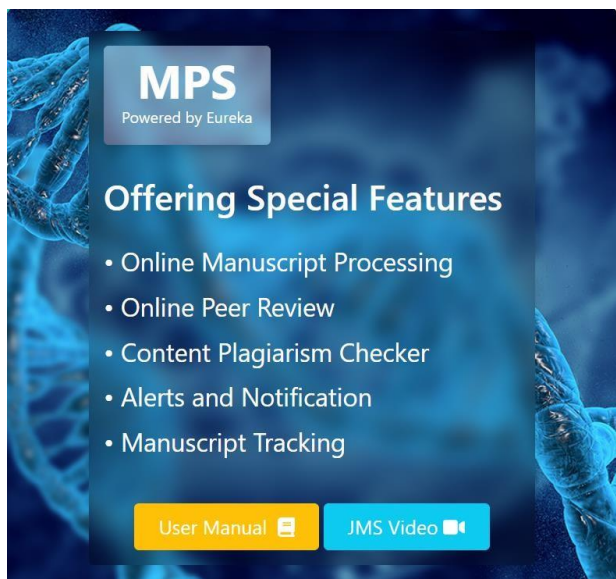 MPS
Powered by Eureka
Offering Special Features
• Online Manuscript Processing
• Online Peer Review
• Content Plagiarism Checker
• Alerts and Notification
• Manuscript Tracking
User Manual
JMS Video